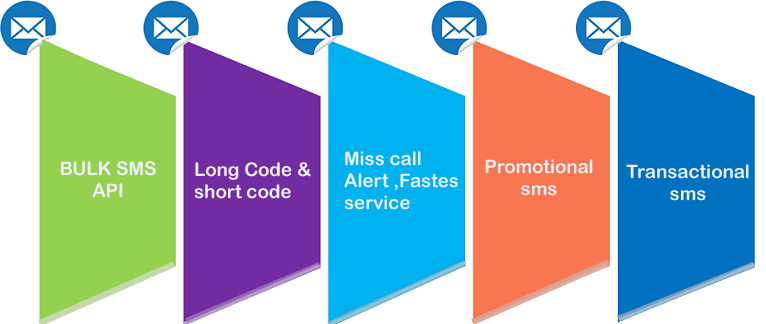 BULK SMS
API
Long Code &
short code
Miss call
Alert ,Fastes
service
Promotional
sms
Transactional
sms